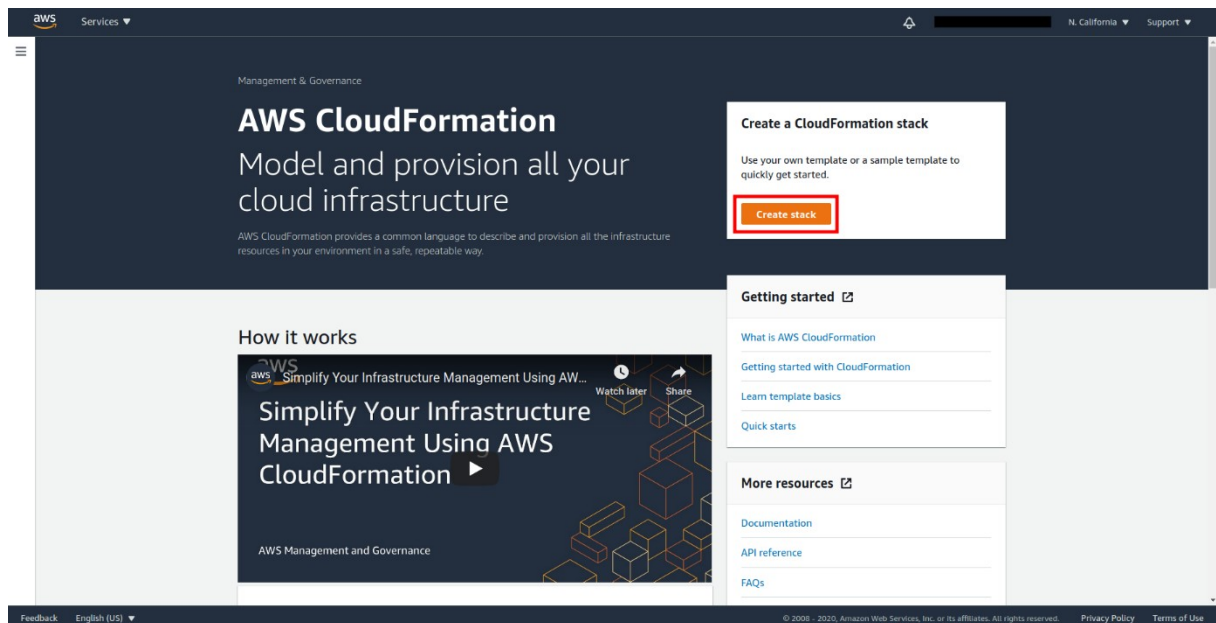 aws
Services ▼
N. California ▼
Support ▼
Management & Governance
AWS CloudFormation
Model and provision all your
cloud infrastructure
AWS CloudFormation provides a common language to describe and provision all the infrastructure
resources in your environment in a safe, repeatable way.
Create a CloudFormation stack
Use your own template or a sample template to
quickly get started.
Create stack
How it works
aws
aws
Simplify Your Infrastructure Management Using AW...
Watch later
Share
Simplify Your Infrastructure
Management Using AWS
CloudFormation
AWS Management and Governance
Getting started
What is AWS CloudFormation
Getting started with CloudFormation
Learn template basics
Quick starts
More resources
Documentation
API reference
FAQs
Feedback
English (US) ▼
© 2008 - 2020, Amazon Web Services, Inc. or its affiliates. All rights reserved.
Privacy Policy
Terms of Use